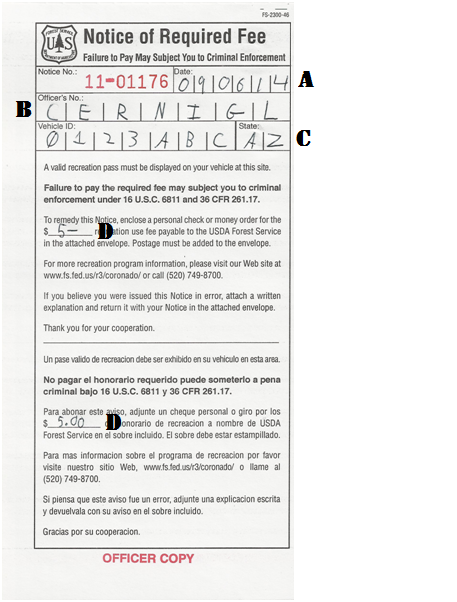 FS-2300-46
FOREST SERVICE
U S
DEPARTMENT OF AGRICULTURE
Notice of Required Fee
Failure to Pay May Subject You to Criminal Enforcement
Notice No.: 11-01176 Date: 090614 A
Officer's No.:
B C E R N I G L
Vehicle ID: State:
0 1 2 3 A B C A Z C
A valid recreation pass must be displayed on your vehicle at this site.
Failure to pay the required fee may subject you to criminal
enforcement under 16 U.S.C. 6811 and 36 CFR 261.17.
To remedy this Notice, enclose a personal check or money order for the
$ 5— D use fee payable to the USDA Forest Service
in the attached envelope. Postage must be added to the envelope.
For more recreation program information, please visit our Web site at
www.fs.fed.us/r3/coronado/ or call (520) 749-8700.
If you believe you were issued this Notice in error, attach a written
explanation and return it with your Notice in the attached envelope.
Thank you for your cooperation.
Un pase valido de recreacion debe ser exhibido en su vehiculo en esta area.
No pagar el honorario requerido puede someterlo a pena
criminal bajo 16 U.S.C. 6811 y 36 CFR 261.17.
Para abonar este aviso, adjunte un cheque personal o giro por los
$ 5.00 D honorario de recreacion a nombre de USDA
Forest Service en el sobre incluido. El sobre debe estar estampillado.
Para mas informacion sobre el programa de recreacion por favor
visite nuestro sitio Web, www.fs.fed.us/r3/coronado/ o llame al
(520) 749-8700.
Si piensa que este aviso fue un error, adjunte una explicacion escrita
y devuelvala con su aviso en el sobre incluido.
Gracias por su cooperacion.
OFFICER COPY